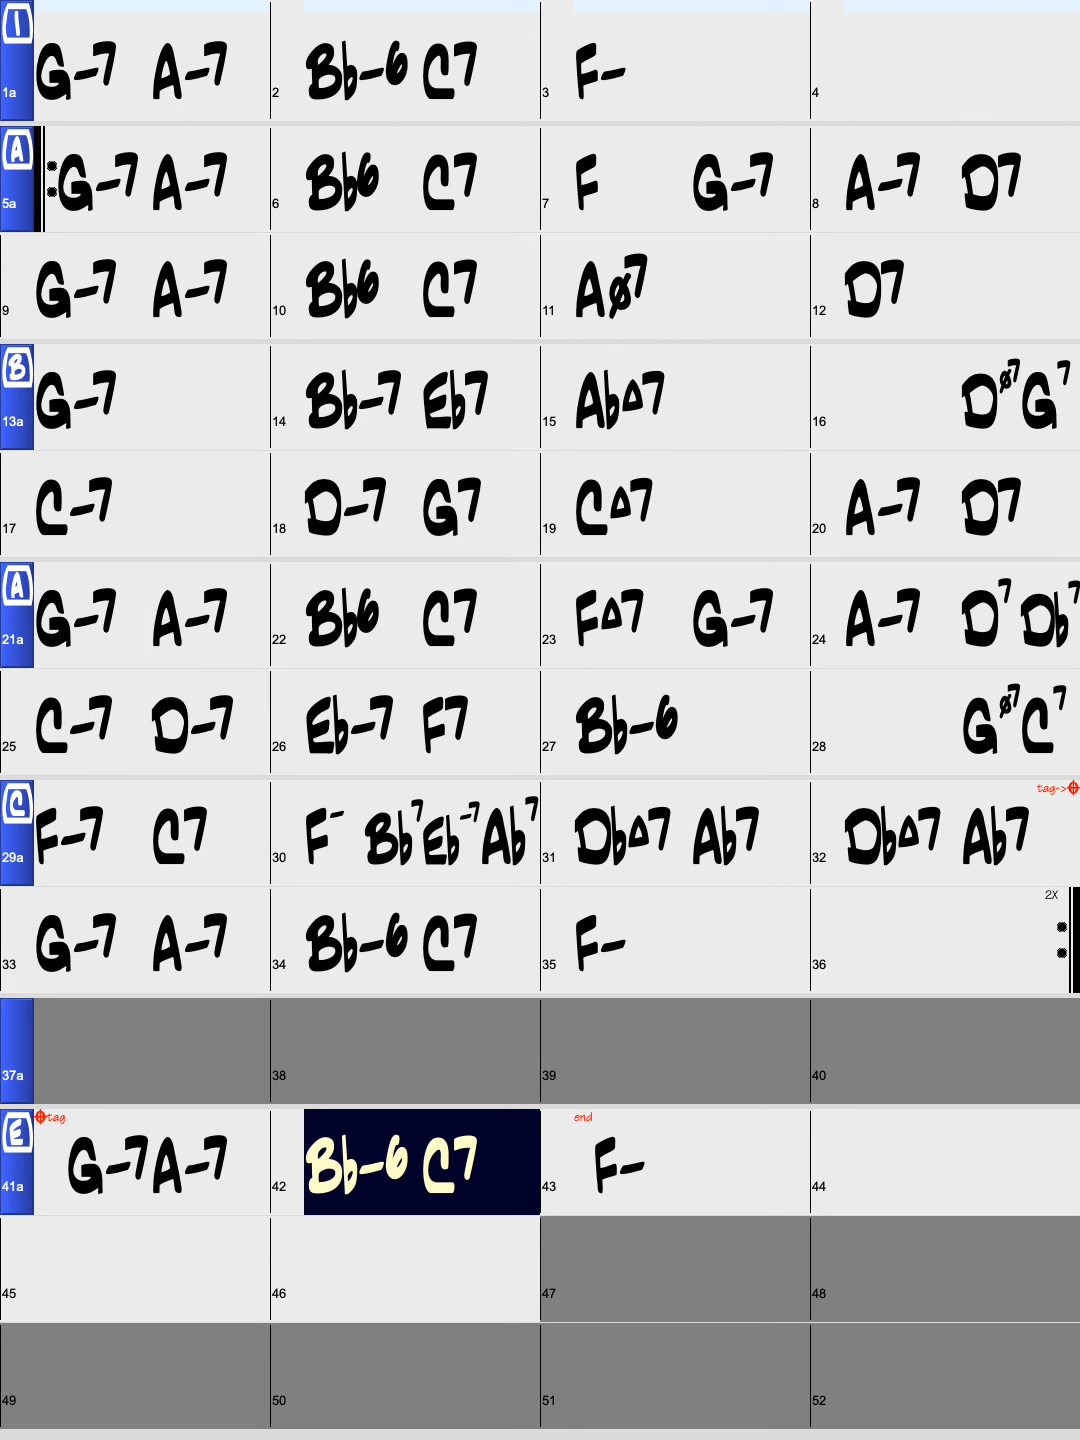 I
1a G-7 A-7 2 Bb-6 C7 3 F- 4
A
5a G-7 A-7 6 Bb6 C7 7 F G-7 8 A-7 D7
9 G-7 A-7 10 Bb6 C7 11 Aø7 12 D7
B
13a G-7 14 Bb-7 Eb7 15 Ab△7 16 Dø7 G7
17 C-7 18 D-7 G7 19 C△7 20 A-7 D7
A
21a G-7 A-7 22 Bb6 C7 23 F△7 G-7 24 A-7 D7 Db7
25 C-7 D-7 26 Eb-7 F7 27 Bb-6 28 Gø7 C7
C tag->
29a F-7 C7 30 F- Bb7 Eb-7 Ab7 31 Db△7 Ab7 32 Db△7 Ab7
2X
33 G-7 A-7 34 Bb-6 C7 35 F- 36
37a 38 39 40
E tag end
41a G-7 A-7 42 Bb-6 C7 43 F- 44
45 46 47 48
49 50 51 52